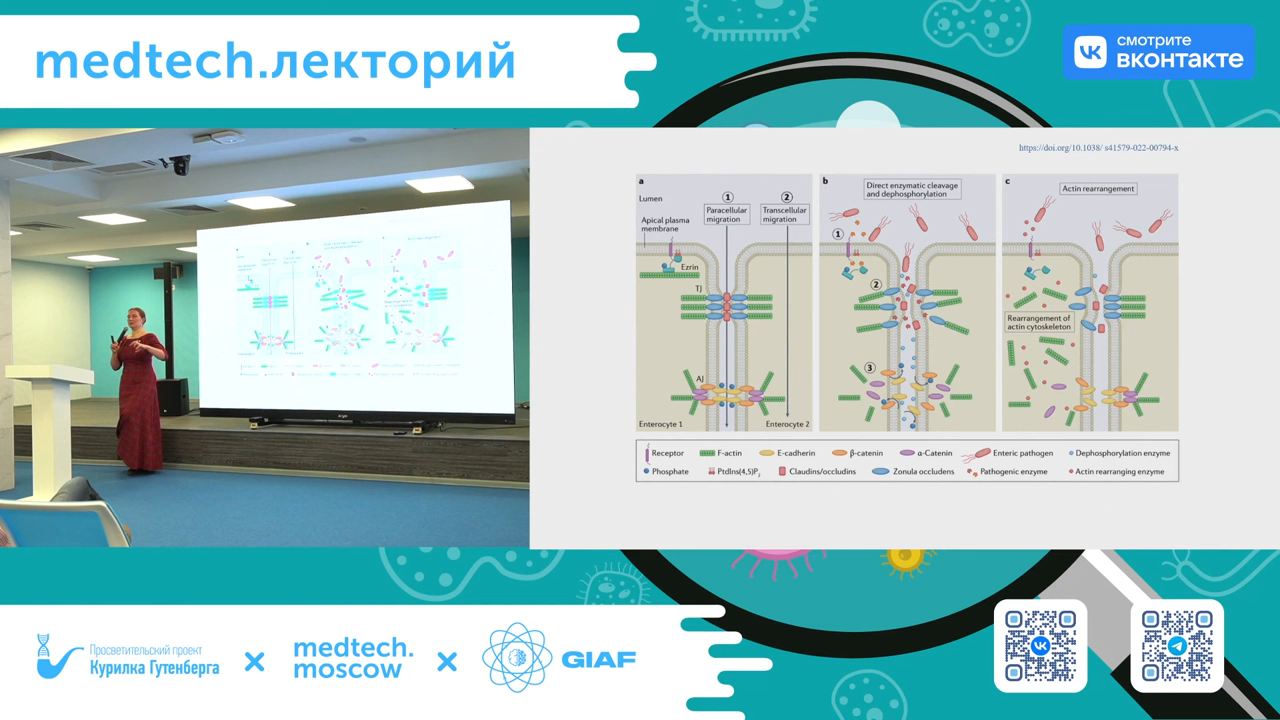 medtech.лекторий
смотрите
вконтакте
https://doi.org/10.1038/ s41579-022-00794-x
a
Lumen
Apical plasma
membrane
1
Paracellular
migration
2
Transcellular
migration
Ezrin
TJ
AJ
Enterocyte 1
Enterocyte 2
b
Direct enzymatic cleavage
and dephosphorylation
1
2
3
c
Actin rearrangement
Rearrangement of
actin cytoskeleton
Receptor
F-actin
E-cadherin
β-catenin
α-Catenin
Enteric pathogen
Dephosphorylation enzyme
Phosphate
PtdIns(4,5)P2
Claudins/occludins
Zonula occludens
Pathogenic enzyme
Actin rearranging enzyme
Просветительский проект
Курилка Гутенберга
×
medtech.
moscow
×
GIAF